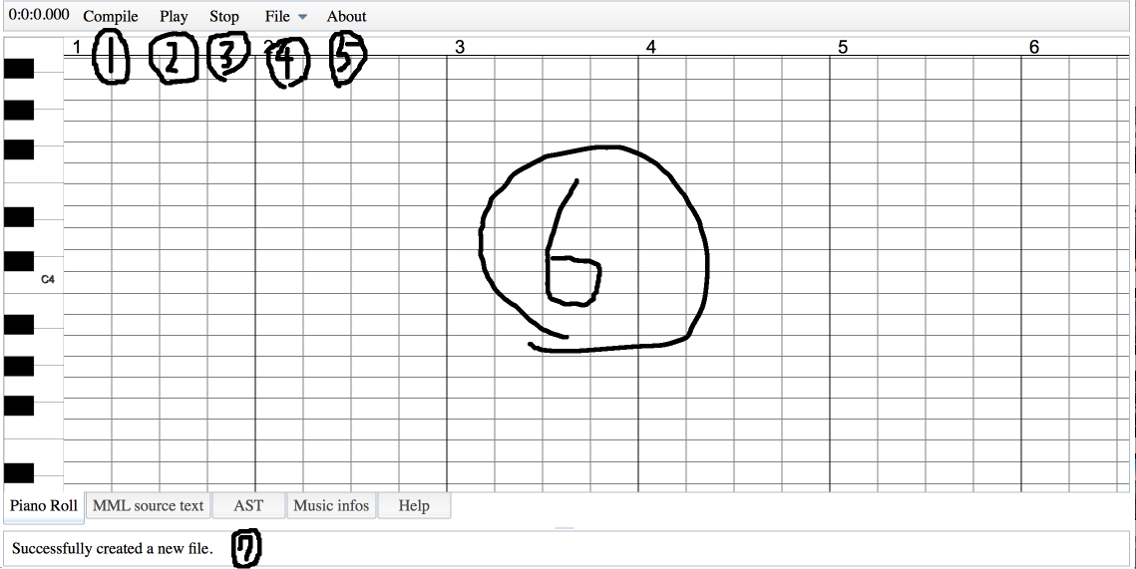 0:0:0.000 Compile Play Stop File About
1 2 3 4 5 6
1 2 3 4 5
6
C4
Piano Roll MML source text AST Music infos Help
Successfully created a new file. 7